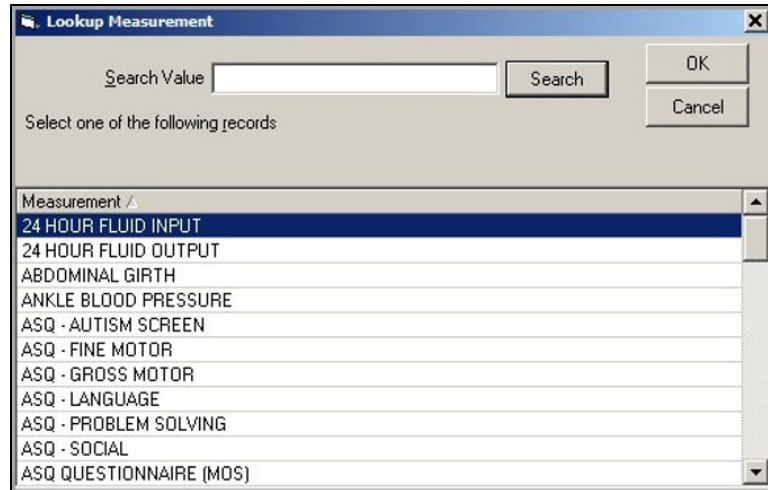 Lookup Measurement
Search Value
Search
OK
Cancel
Select one of the following records
Measurement
24 HOUR FLUID INPUT
24 HOUR FLUID OUTPUT
ABDOMINAL GIRTH
ANKLE BLOOD PRESSURE
ASQ - AUTISM SCREEN
ASQ - FINE MOTOR
ASQ - GROSS MOTOR
ASQ - LANGUAGE
ASQ - PROBLEM SOLVING
ASQ - SOCIAL
ASQ QUESTIONNAIRE (MOS)